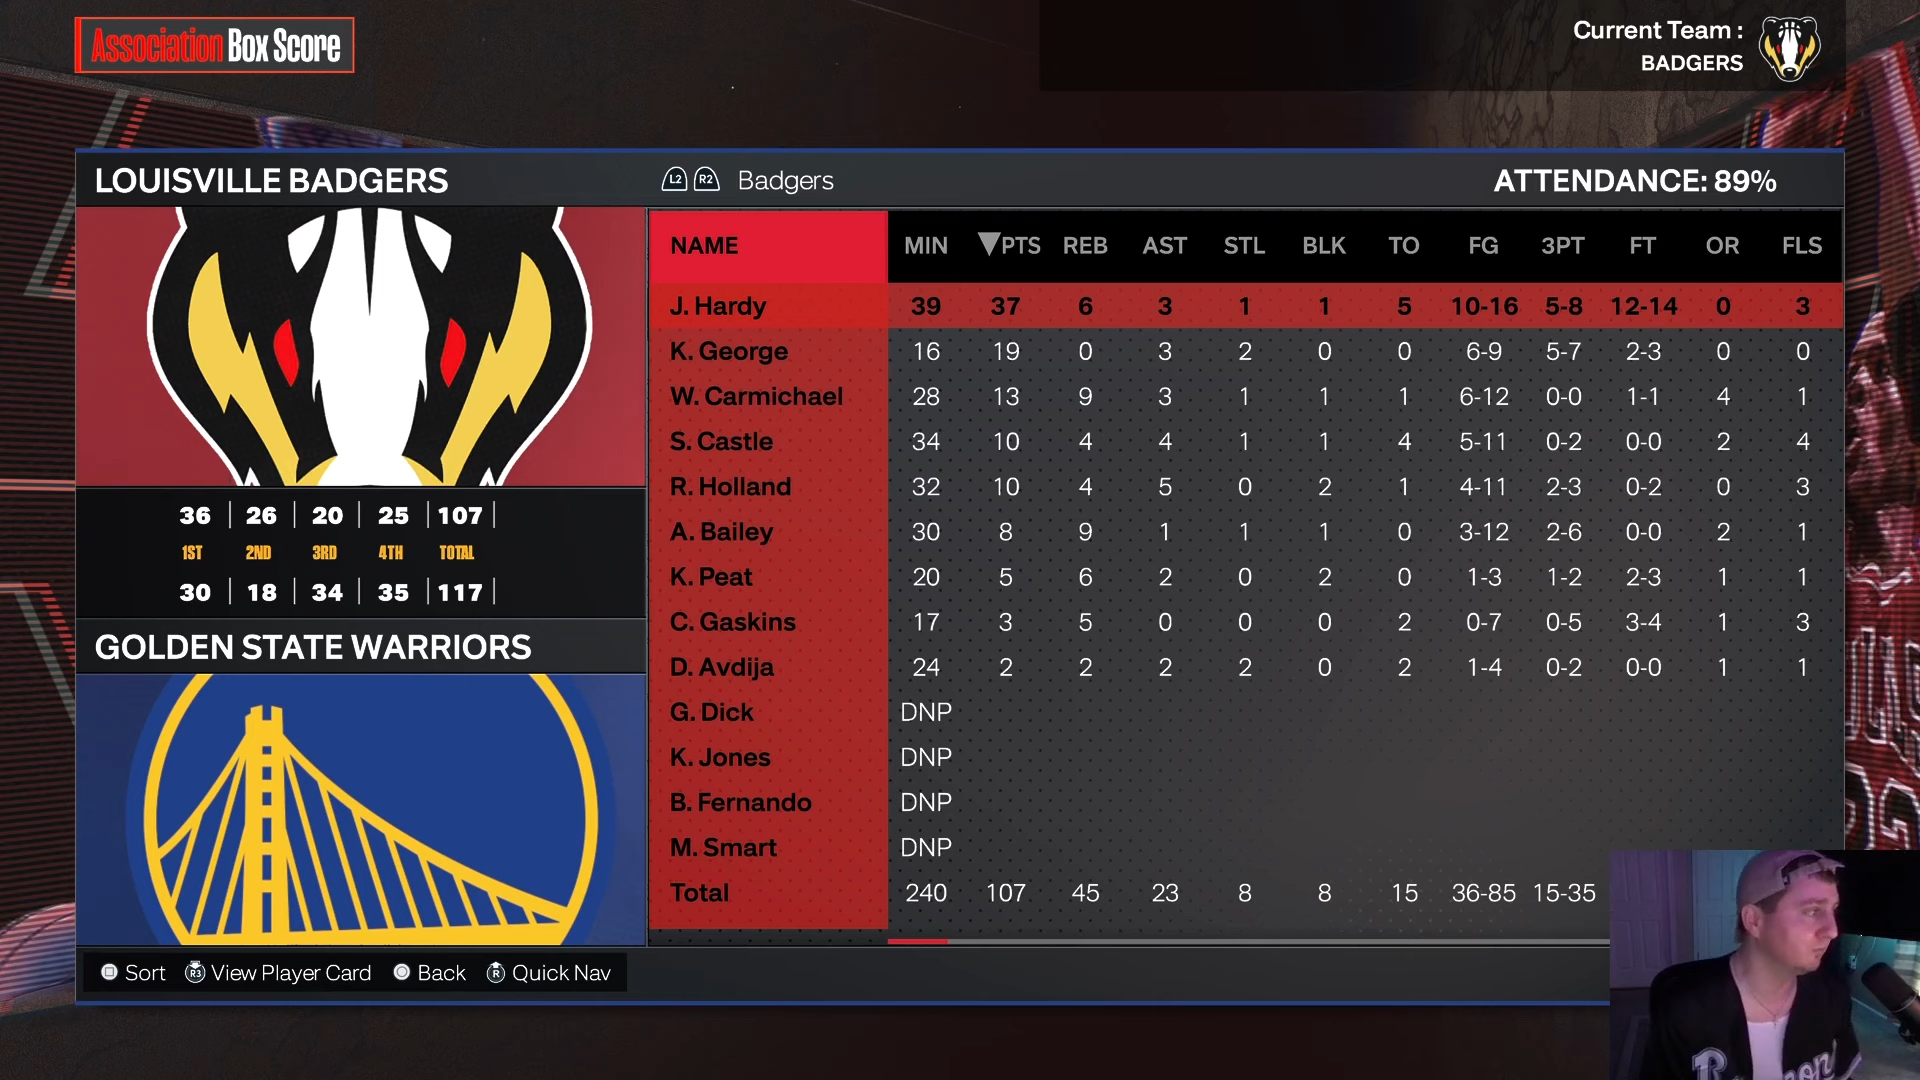 Association Box Score
Current Team :
BADGERS
LOUISVILLE BADGERS
L2 R2 Badgers
ATTENDANCE: 89%
NAME MIN PTS REB AST STL BLK TO FG 3PT FT OR FLS
J. Hardy 39 37 6 3 1 1 5 10-16 5-8 12-14 0 3
K. George 16 19 0 3 2 0 0 6-9 5-7 2-3 0 0
W. Carmichael 28 13 9 3 1 1 1 6-12 0-0 1-1 4 1
S. Castle 34 10 4 4 1 1 4 5-11 0-2 0-0 2 4
R. Holland 32 10 4 5 0 2 1 4-11 2-3 0-2 0 3
A. Bailey 30 8 9 1 1 1 0 3-12 2-6 0-0 2 1
K. Peat 20 5 6 2 0 2 0 1-3 1-2 2-3 1 1
C. Gaskins 17 3 5 0 0 0 2 0-7 0-5 3-4 1 3
D. Avdija 24 2 2 2 2 0 2 1-4 0-2 0-0 1 1
G. Dick DNP
K. Jones DNP
B. Fernando DNP
M. Smart DNP
Total 240 107 45 23 8 8 15 36-85 15-35
36 26 20 25 107
1ST 2ND 3RD 4TH TOTAL
30 18 34 35 117
GOLDEN STATE WARRIORS
Sort R3 View Player Card Back R Quick Nav